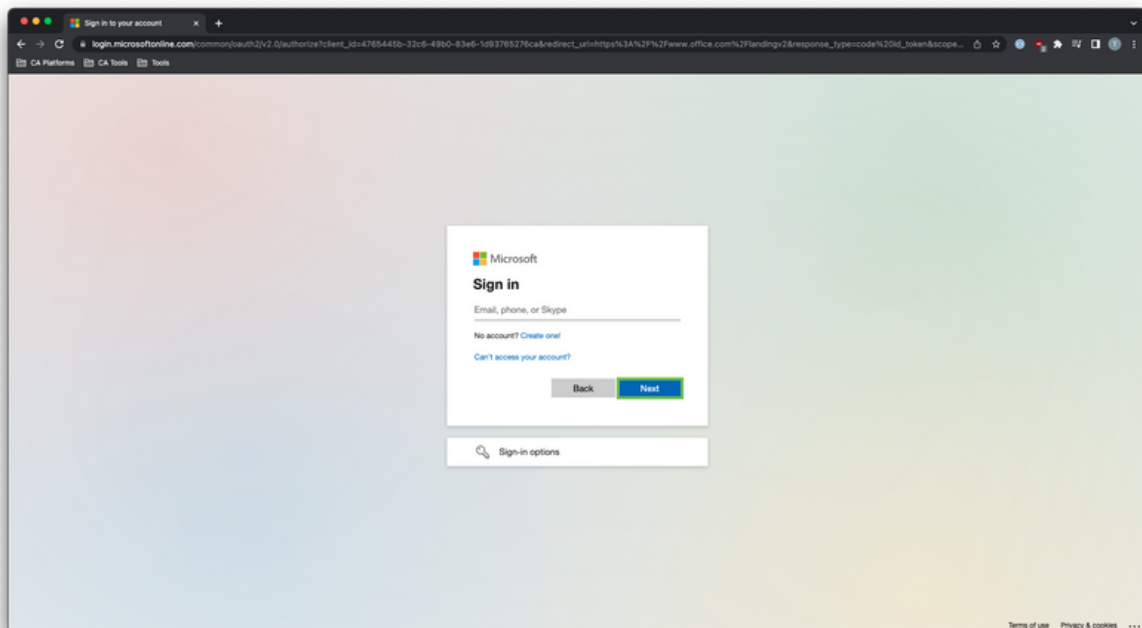 Sign in to your account
login.microsoftonline.com/common/oauth2/v2.0/authorize?client_id=4765445b-32c6-49b0-83e6-1d93765276ca&redirect_uri=https%3A%2F%2Fwww.office.com%2Flandingv2&response_type=code%20id_token&scope...
CA Platforms CA Tools Tools
Microsoft
Sign in
Email, phone, or Skype
No account? Create one!
Can't access your account?
Back Next
Sign-in options
Terms of use Privacy & cookies ...